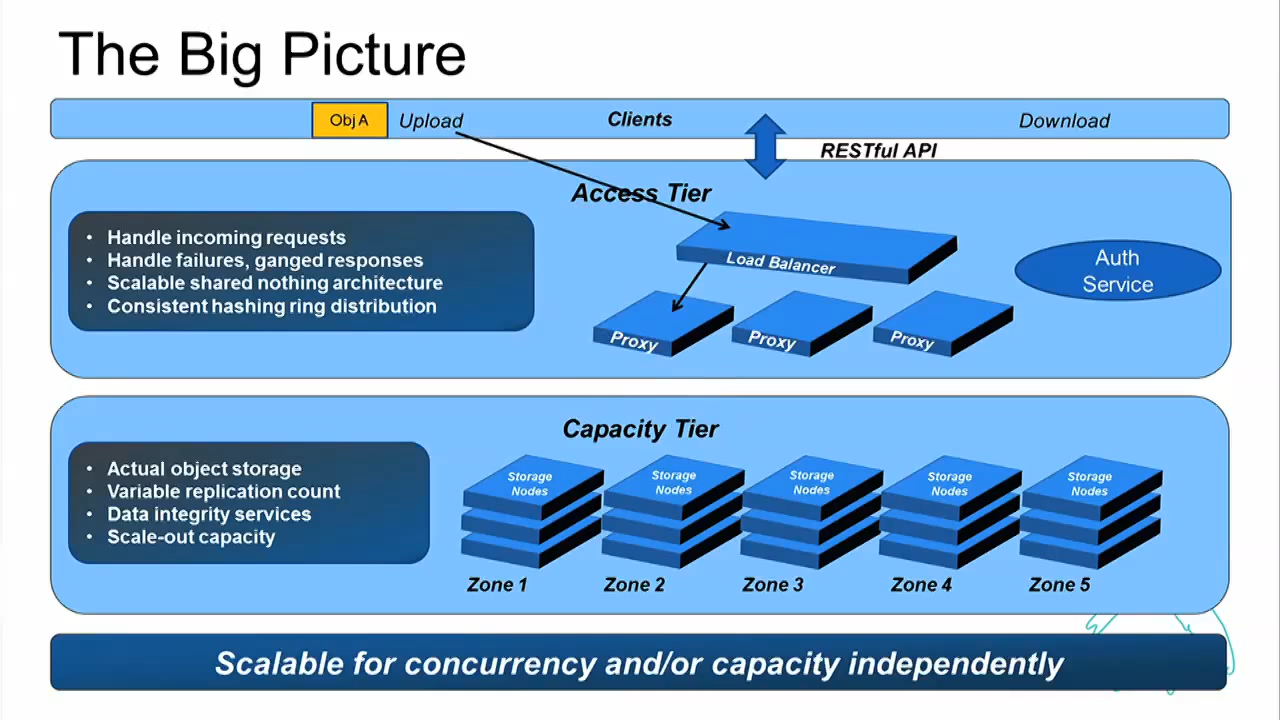 The Big Picture
Obj A
Upload
Clients
Download
RESTful API
Access Tier
• Handle incoming requests
• Handle failures, ganged responses
• Scalable shared nothing architecture
• Consistent hashing ring distribution
Load Balancer
Auth
Service
Proxy
Proxy
Proxy
Capacity Tier
• Actual object storage
• Variable replication count
• Data integrity services
• Scale-out capacity
Storage
Nodes
Storage
Nodes
Storage
Nodes
Storage
Nodes
Storage
Nodes
Zone 1
Zone 2
Zone 3
Zone 4
Zone 5
Scalable for concurrency and/or capacity independently